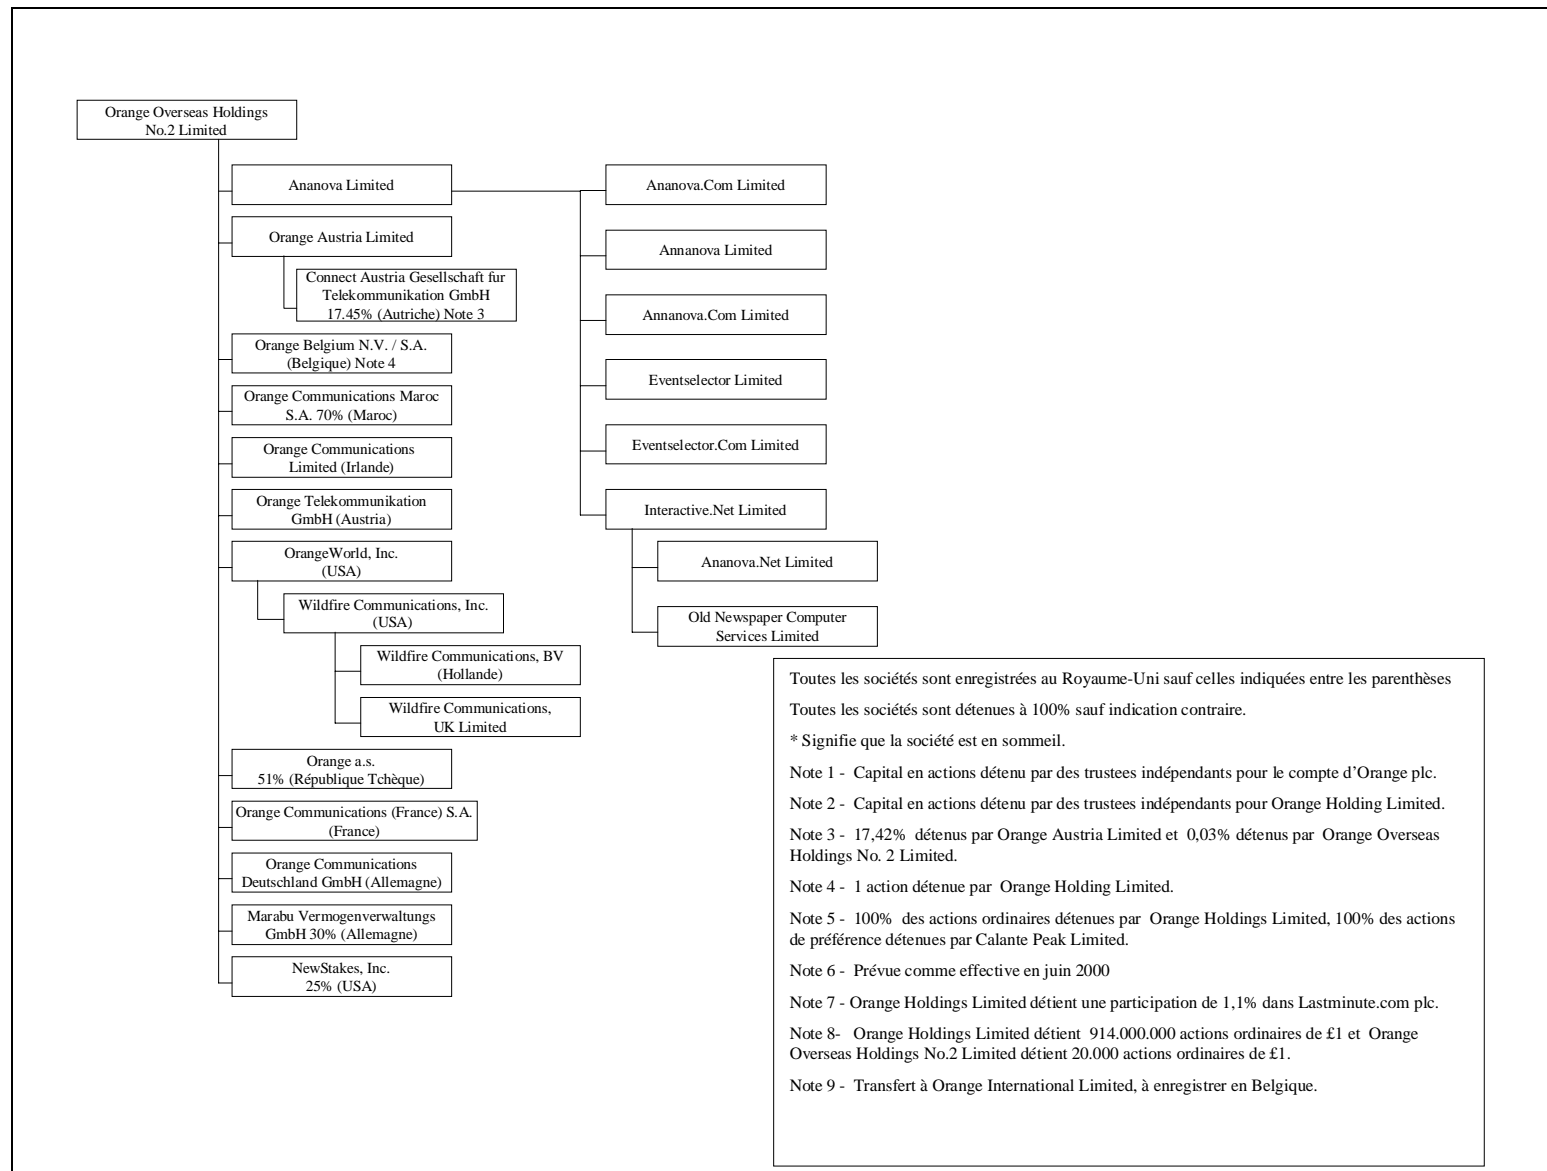 Orange Overseas Holdings
No.2 Limited
Ananova Limited
Orange Austria Limited
Connect Austria Gesellschaft fur
Telekommunikation GmbH
17.45% (Autriche) Note 3
Orange Belgium N.V. / S.A.
(Belgique) Note 4
Orange Communications Maroc
S.A. 70% (Maroc)
Orange Communications
Limited (Irlande)
Orange Telekommunikation
GmbH (Austria)
OrangeWorld, Inc.
(USA)
Wildfire Communications, Inc.
(USA)
Wildfire Communications, BV
(Hollande)
Wildfire Communications,
UK Limited
Orange a.s.
51% (République Tchèque)
Orange Communications (France) S.A.
(France)
Orange Communications
Deutschland GmbH (Allemagne)
Marabu Vermogenverwaltungs
GmbH 30% (Allemagne)
NewStakes, Inc.
25% (USA)
Ananova.Com Limited
Annanova Limited
Annanova.Com Limited
Eventselector Limited
Eventselector.Com Limited
Interactive.Net Limited
Ananova.Net Limited
Old Newspaper Computer
Services Limited
Toutes les sociétés sont enregistrées au Royaume-Uni sauf celles indiquées entre les parenthèses
Toutes les sociétés sont détenues à 100% sauf indication contraire.
* Signifie que la société est en sommeil.
Note 1 - Capital en actions détenu par des trustees indépendants pour le compte d'Orange plc.
Note 2 - Capital en actions détenu par des trustees indépendants pour Orange Holding Limited.
Note 3 - 17,42% détenus par Orange Austria Limited et 0,03% détenus par Orange Overseas
Holdings No. 2 Limited.
Note 4 - 1 action détenue par Orange Holding Limited.
Note 5 - 100% des actions ordinaires détenues par Orange Holdings Limited, 100% des actions
de préférence détenues par Calante Peak Limited.
Note 6 - Prévue comme effective en juin 2000
Note 7 - Orange Holdings Limited détient une participation de 1,1% dans Lastminute.com plc.
Note 8- Orange Holdings Limited détient 914.000.000 actions ordinaires de £1 et Orange
Overseas Holdings No.2 Limited détient 20.000 actions ordinaires de £1.
Note 9 - Transfert à Orange International Limited, à enregistrer en Belgique.